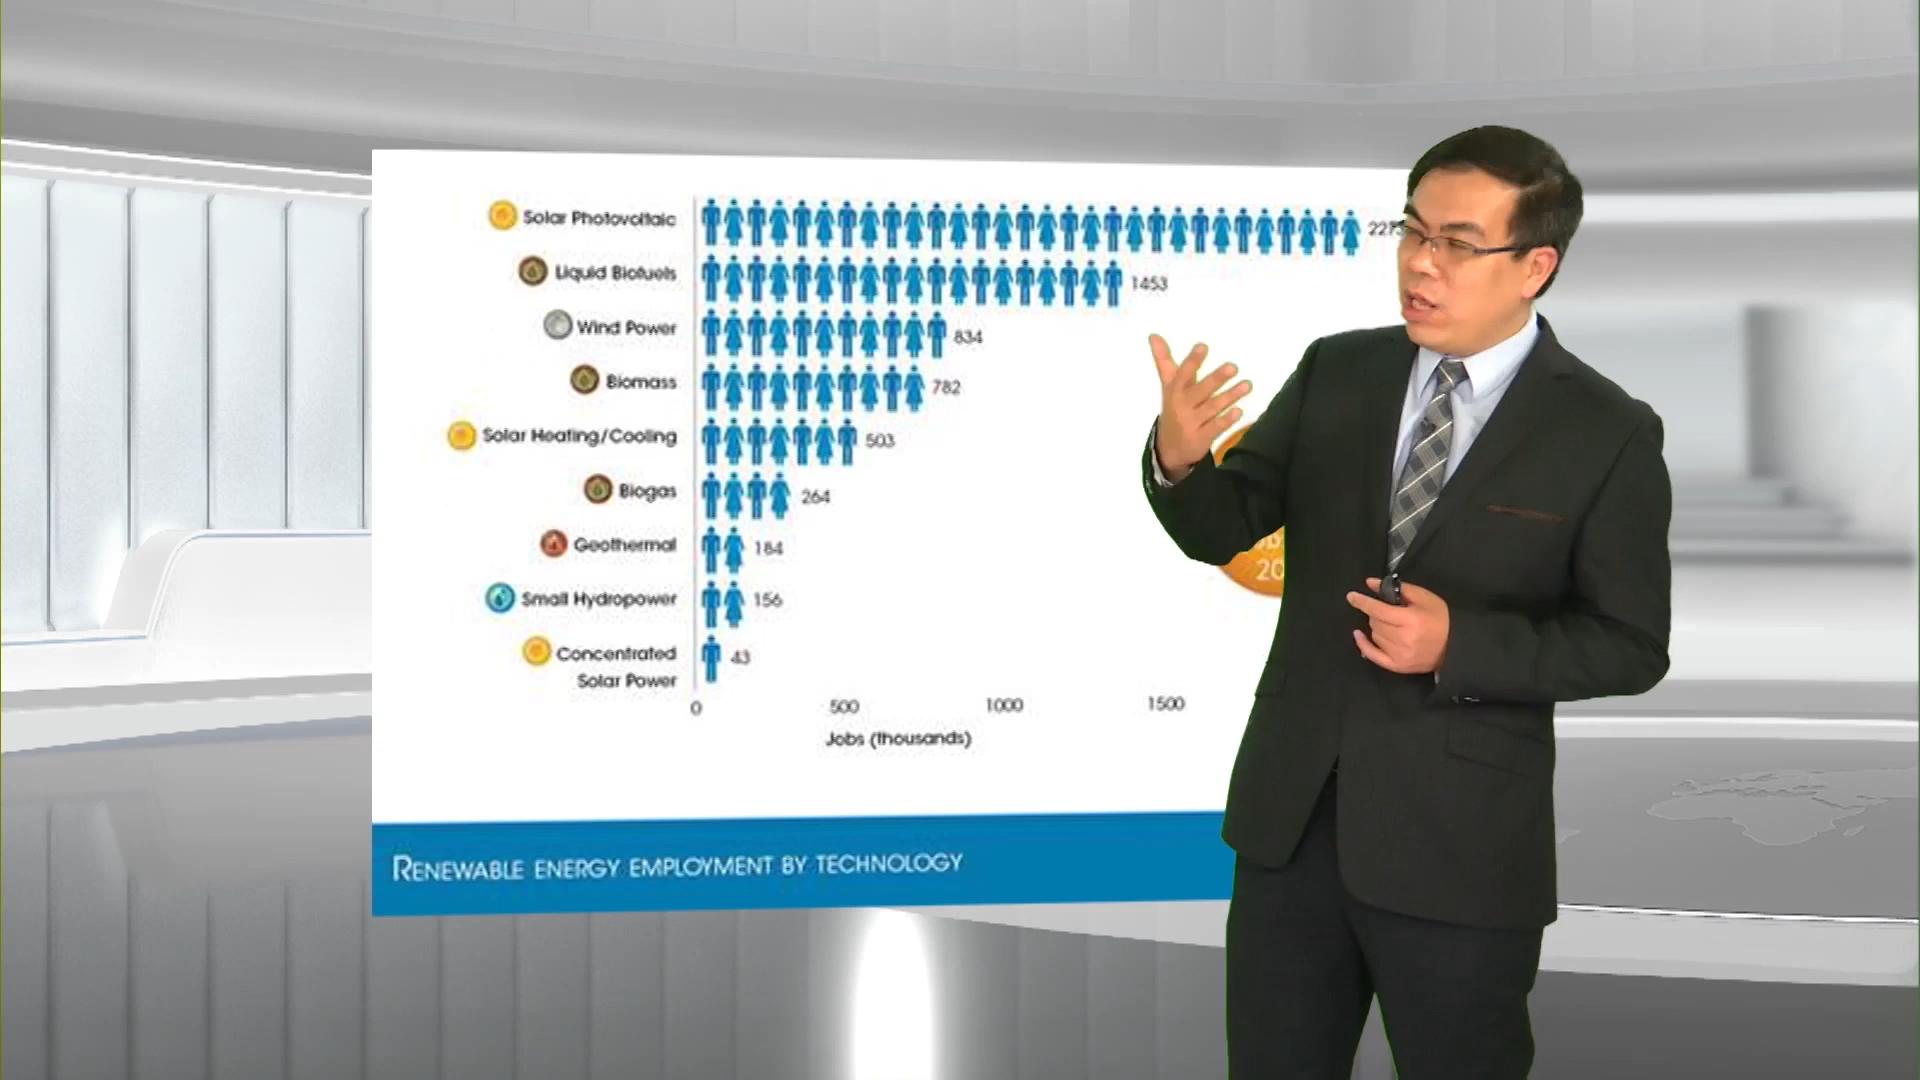 Solar Photovoltaic
Liquid Biofuels
1453
Wind Power
834
Biomass
782
Solar Heating/Cooling
503
Biogas
264
Geothermal
184
Small Hydropower
156
Concentrated
Solar Power
43
0 500 1000 1500
Jobs (thousands)
RENEWABLE ENERGY EMPLOYMENT BY TECHNOLOGY